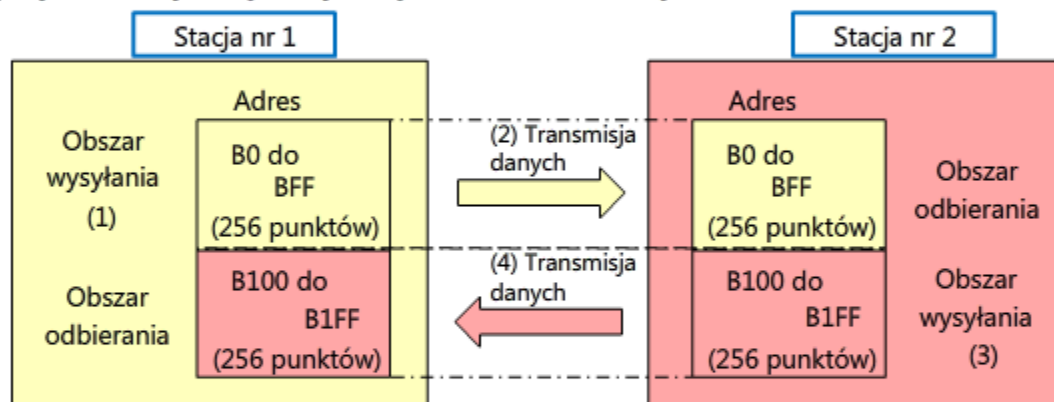 Stacja nr 1
Stacja nr 2
Adres
Obszar
wysyłania
(1)
B0 do
BFF
(256 punktów)
Obszar
odbierania
B100 do
B1FF
(256 punktów)
(2) Transmisja
danych
(4) Transmisja
danych
Adres
B0 do
BFF
(256 punktów)
Obszar
odbierania
B100 do
B1FF
(256 punktów)
Obszar
wysyłania
(3)